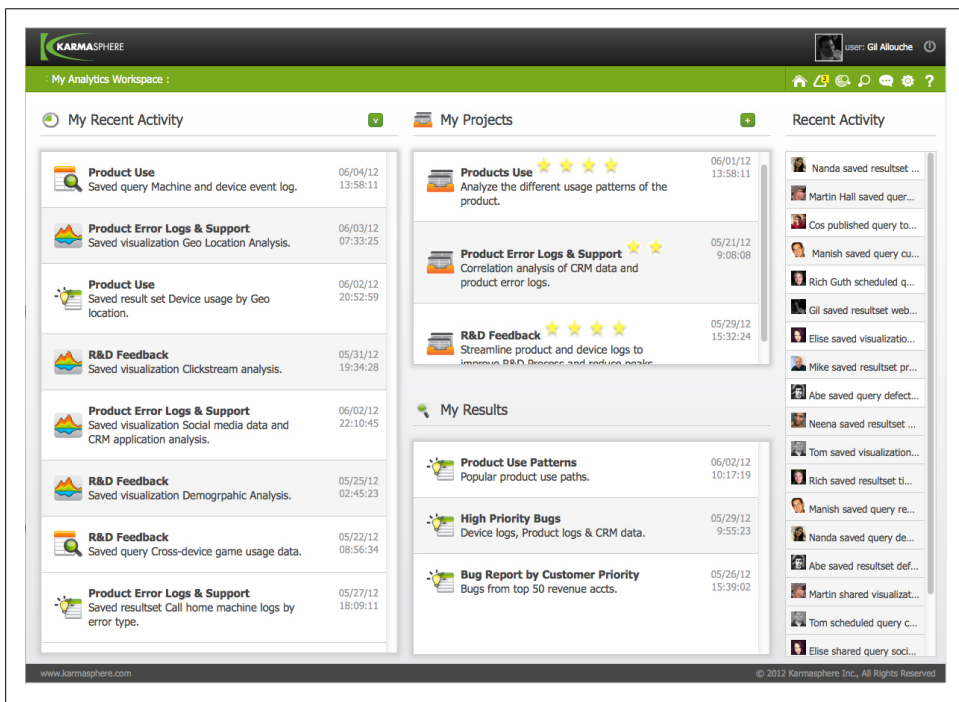 KARMASPHERE
user: Gil Allouche
: My Analytics Workspace :
3
?
My Recent Activity
v
Product Use
06/04/12
Saved query Machine and device event log.
13:58:11
Product Error Logs & Support
06/03/12
Saved visualization Geo Location Analysis.
07:33:25
Product Use
06/02/12
Saved result set Device usage by Geo
20:52:59
location.
R&D Feedback
05/31/12
Saved visualization Clickstream analysis.
19:34:28
Product Error Logs & Support
06/02/12
Saved visualization Social media data and
22:10:45
CRM application analysis.
R&D Feedback
05/25/12
Saved visualization Demogrpahic Analysis.
02:45:23
R&D Feedback
05/22/12
Saved query Cross-device game usage data.
08:56:34
Product Error Logs & Support
05/27/12
Saved resultset Call home machine logs by
18:09:11
error type.
My Projects
+
Products Use
06/01/12
13:58:11
Analyze the different usage patterns of the
product.
Product Error Logs & Support
05/21/12
9:08:08
Correlation analysis of CRM data and
product error logs.
R&D Feedback
05/29/12
15:32:24
Streamline product and device logs to
improve R&D Process and reduce peaks
My Results
Product Use Patterns
06/02/12
Popular product use paths.
10:17:19
High Priority Bugs
05/29/12
Device logs, Product logs & CRM data.
9:55:23
Bug Report by Customer Priority
05/26/12
Bugs from top 50 revenue accts.
15:39:02
Recent Activity
Nanda saved resultset ...
Martin Hall saved quer...
Cos published query to...
Manish saved query cu...
Rich Guth scheduled q...
Gil saved resultset web...
Elise saved visualizatio...
Mike saved resultset pr...
Abe saved query defect...
Neena saved resultset ...
Tom saved visualization...
Rich saved resultset ti...
Manish saved query re...
Nanda saved query de...
Abe saved resultset def...
Martin shared visualizat...
Tom scheduled query c...
Elise shared query soci...
www.karmasphere.com
© 2012 Karmasphere Inc., All Rights Reserved